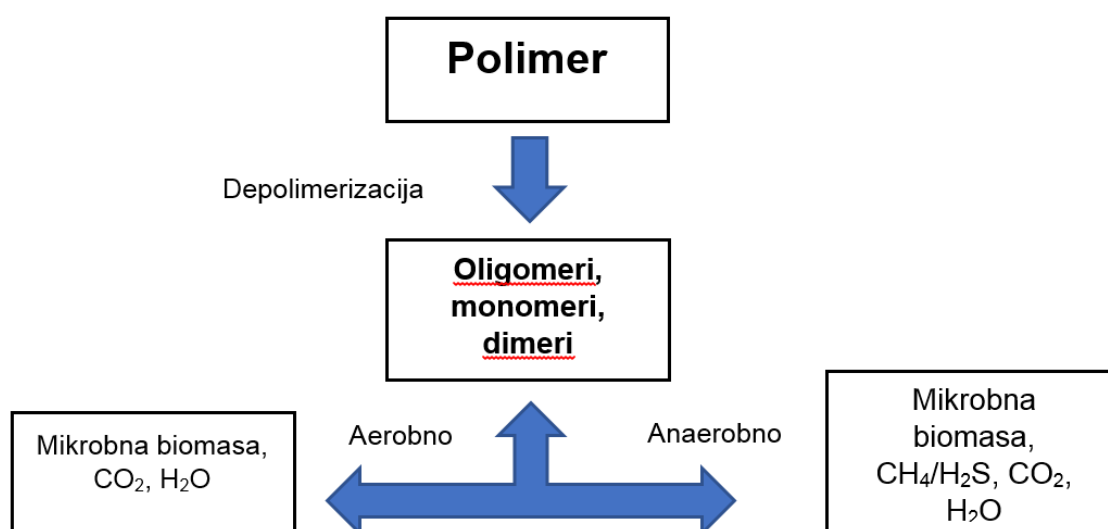 Polimer
Depolimerizacija
Oligomeri,
monomeri,
dimeri
Mikrobna biomasa,
CO₂, H₂O
Aerobno
Anaerobno
Mikrobna
biomasa,
CH₄/H₂S, CO₂,
H₂O